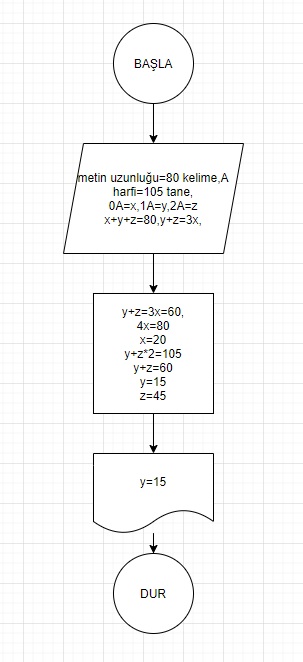 BAŞLA
metin uzunluğu=80 kelime,A
harfi=105 tane,
0A=x,1A=y,2A=z
x+y+z=80,y+z=3x,
y+z=3x=60,
4x=80
x=20
y+z*2=105
y+z=60
y=15
z=45
y=15
DUR